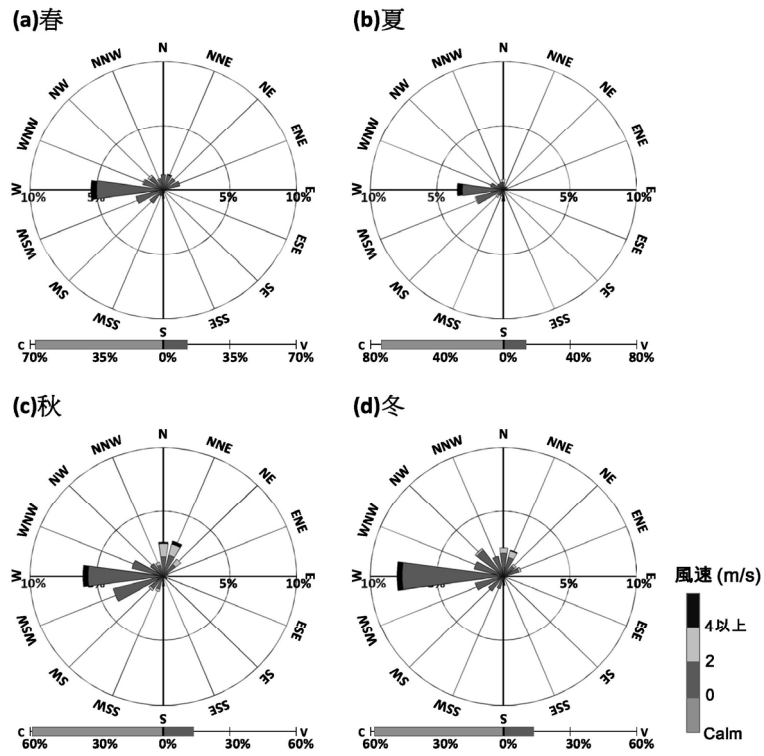 (a)春
N
NNW
NNE
NW
NE
WNW
ENE
W
E
10%
5%
5%
10%
WSW
ESE
SW
SE
SSW
SSE
S
C
V
70%
35%
0%
35%
70%
(b)夏
N
NNW
NNE
NW
NE
WNW
ENE
W
E
10%
5%
5%
10%
WSW
ESE
SW
SE
SSW
SSE
S
C
V
80%
40%
0%
40%
80%
(c)秋
N
NNW
NNE
NW
NE
WNW
ENE
W
E
10%
5%
10%
WSW
ESE
SW
SE
SSW
SSE
S
C
V
60%
30%
0%
30%
60%
(d)冬
N
NNW
NNE
NW
NE
WNW
ENE
W
E
10%
5%
10%
WSW
ESE
SW
SE
SSW
SSE
S
C
V
60%
30%
0%
30%
60%
風速 (m/s)
4以上
2
0
Calm